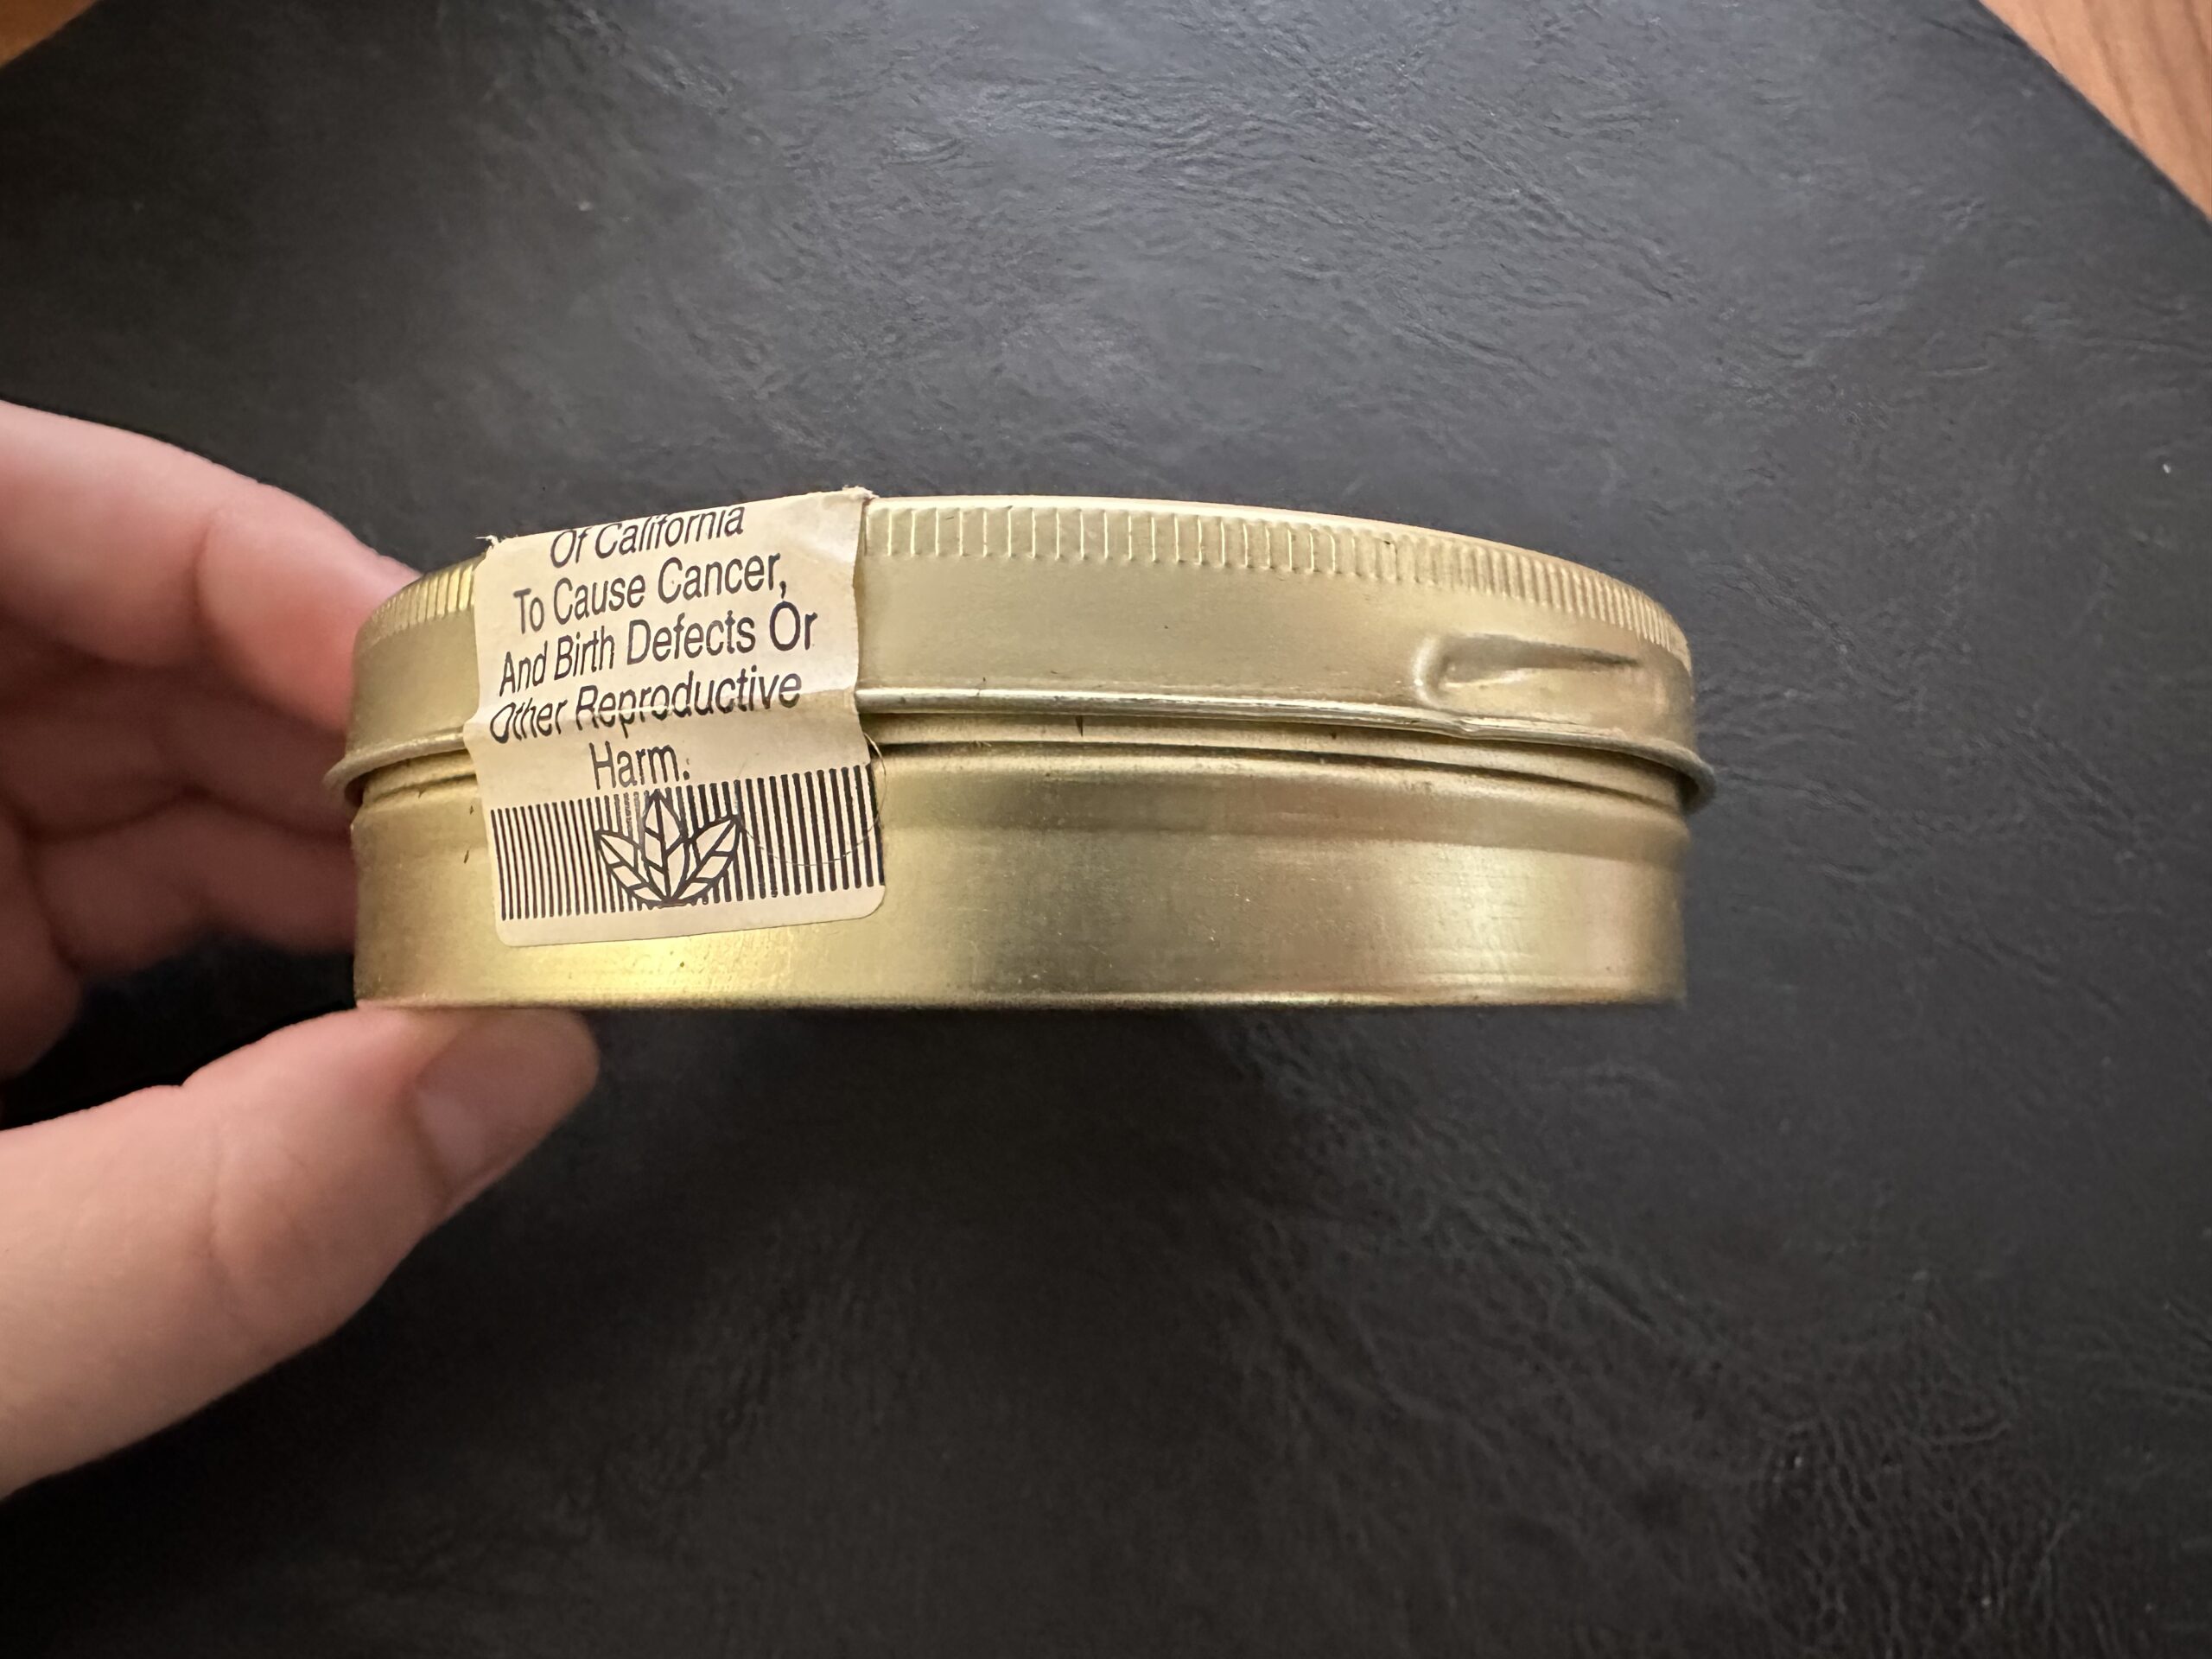 Of California
To Cause Cancer,
And Birth Defects Or
Other Reproductive
Harm.